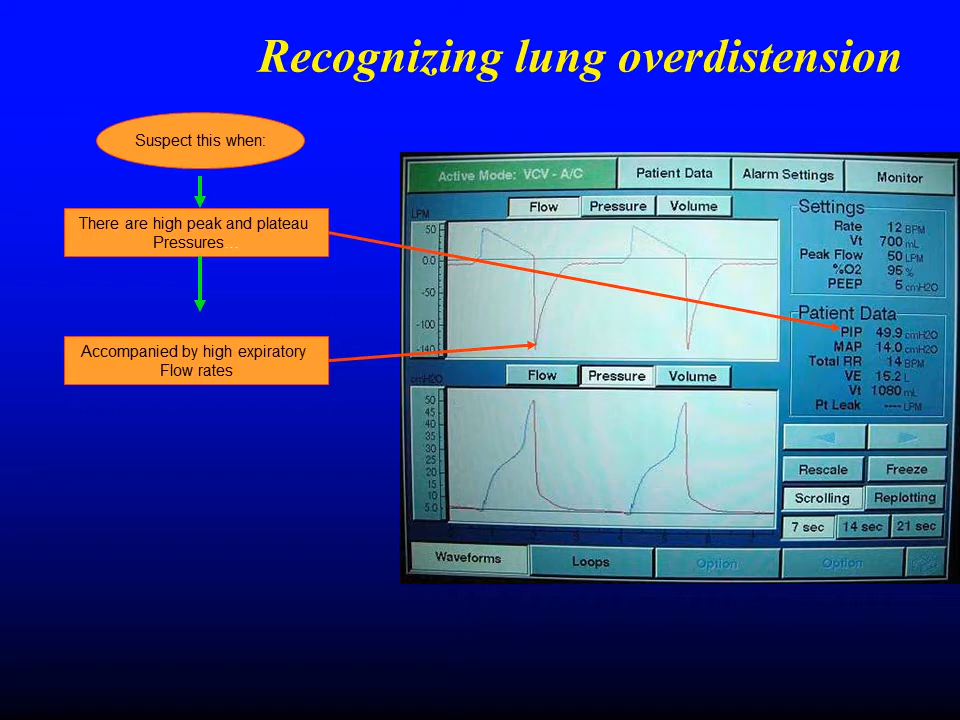 Recognizing lung overdistension
Suspect this when:
There are high peak and plateau
Pressures…
Accompanied by high expiratory
Flow rates
Active Mode: VCV - A/C
Patient Data
Alarm Settings
Monitor
LPM
Flow
Pressure
Volume
50
0.0
-50
-100
-140
Settings
Rate 12 BPM
Vt 700 mL
Peak Flow 50 LPM
%O2 95 %
PEEP 5 cmH2O
Patient Data
PIP 49.9 cmH2O
MAP 14.0 cmH2O
Total RR 14 BPM
VE 15.2 L
Vt 1080 mL
Pt Leak ---- LPM
cmH2O
Flow
Pressure
Volume
50
45
40
35
30
25
20
15
10
5.0
Rescale
Freeze
Scrolling
Replotting
7 sec
14 sec
21 sec
Waveforms
Loops
Option
Option